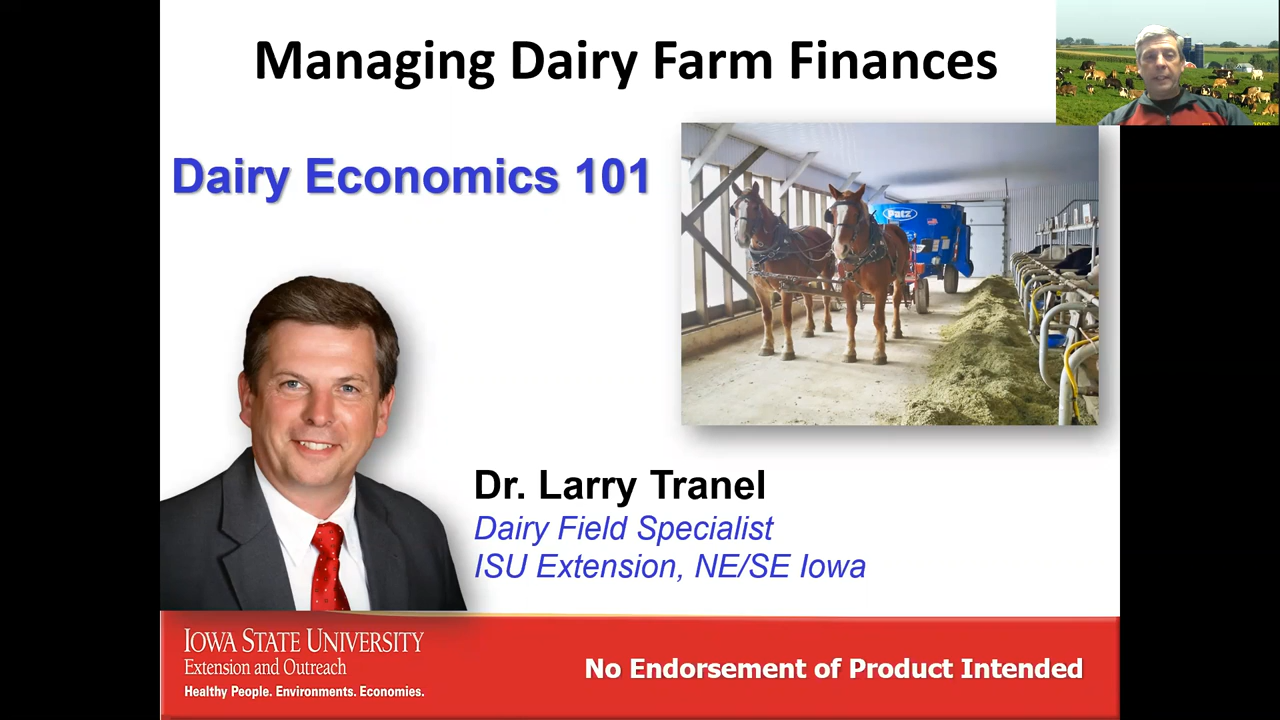 Managing Dairy Farm Finances
Dairy Economics 101
Patz
Dr. Larry Tranel
Dairy Field Specialist
ISU Extension, NE/SE Iowa
IOWA STATE UNIVERSITY
Extension and Outreach
Healthy People. Environments. Economies.
No Endorsement of Product Intended